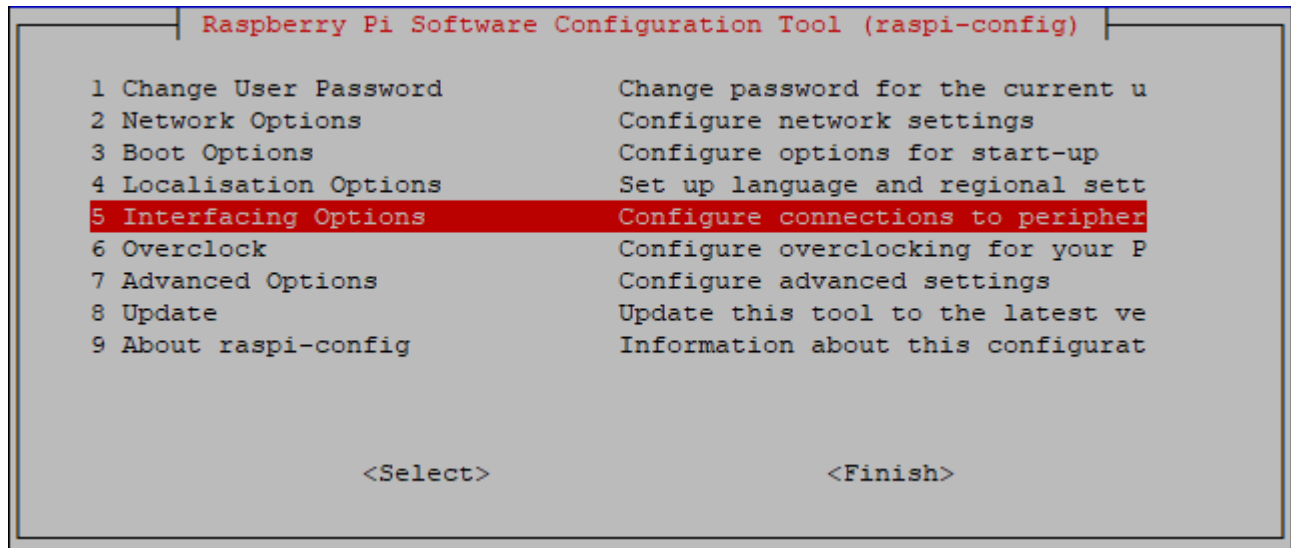 Raspberry Pi Software Configuration Tool (raspi-config)
1 Change User Password Change password for the current u
2 Network Options Configure network settings
3 Boot Options Configure options for start-up
4 Localisation Options Set up language and regional sett
5 Interfacing Options Configure connections to peripher
6 Overclock Configure overclocking for your P
7 Advanced Options Configure advanced settings
8 Update Update this tool to the latest ve
9 About raspi-config Information about this configurat
<Select> <Finish>